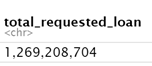 total_requested_loan
<chr>
1,269,208,704